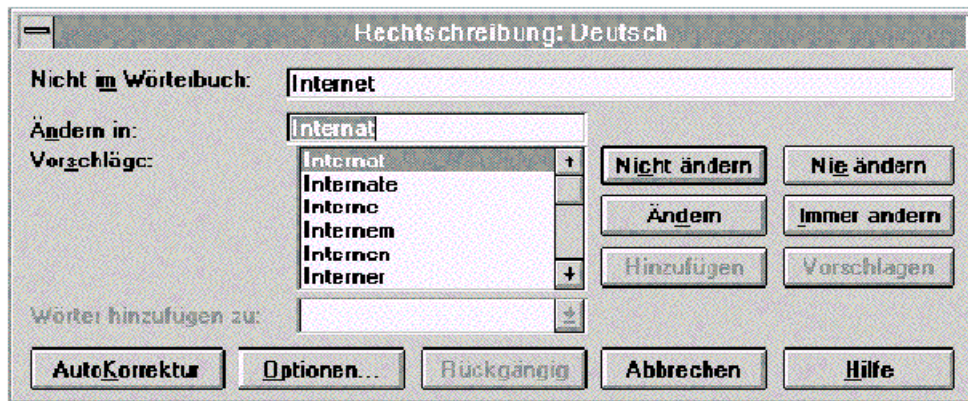 Rechtschreibung: Deutsch
Nicht im Wörterbuch: Internet
Ändern in: Internat
Vorschläge: Internat
Internate
Interne
Internem
Internen
Interner
Nicht ändern Nie ändern
Ändern Immer ändern
Hinzufügen Vorschlagen
Wörter hinzufügen zu:
AutoKorrektur Optionen... Rückgängig Abbrechen Hilfe